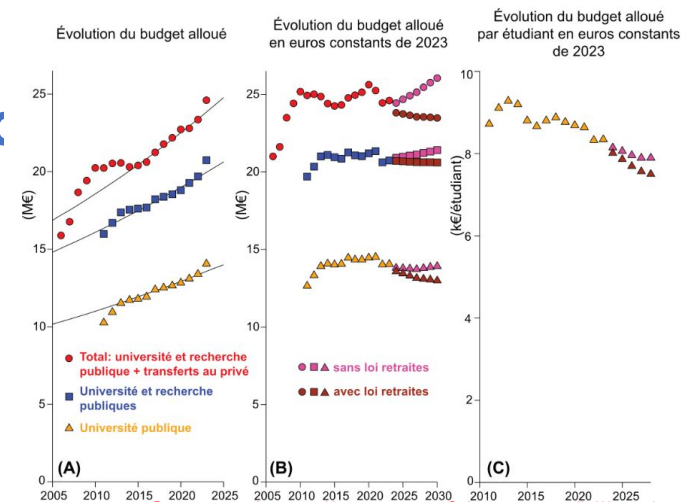 Évolution du budget alloué
Évolution du budget alloué
en euros constants de 2023
Évolution du budget alloué
par étudiant en euros constants
de 2023
25
20
15
10
5
0
(M€)
2005 2010 2015 2020 2025
Total: université et recherche
publique + transferts au privé
Université et recherche
publiques
Université publique
(A)
25
20
15
10
5
0
(M€)
2005 2010 2015 2020 2025 2030
sans loi retraites
avec loi retraites
(B)
10
8
6
4
2
0
(k€/étudiant)
2010 2015 2020 2025
(C)